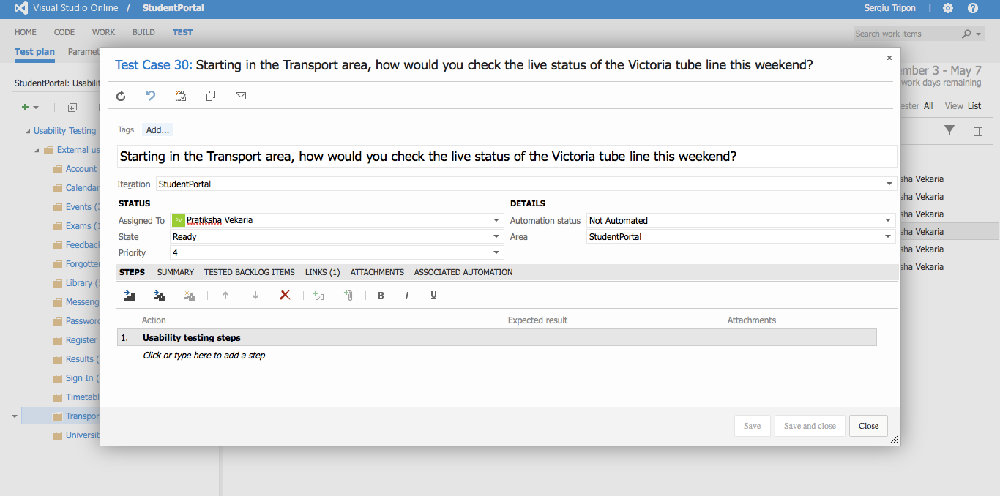 Visual Studio Online / StudentPortal
Sergiu Tripon |
HOME CODE WORK BUILD TEST
Search work items
Test plan Paramet
StudentPortal: Usabilit
mber 3 - May 7
work days remaining
ester All View List
Usability Testing
External us
Account
Calendar
Events (
Exams (
Feedback
Forgotte
Library (
Messeng
Password
Register
Results (
Sign In (
Timetabl
Transpor
Universit
sha Vekaria
sha Vekaria
sha Vekaria
sha Vekaria
sha Vekaria
sha Vekaria
Test Case 30: Starting in the Transport area, how would you check the live status of the Victoria tube line this weekend?
Tags Add...
Starting in the Transport area, how would you check the live status of the Victoria tube line this weekend?
Iteration StudentPortal
STATUS DETAILS
Assigned To PV Pratiksha Vekaria Automation status Not Automated
State Ready Area StudentPortal
Priority 4
STEPS SUMMARY TESTED BACKLOG ITEMS LINKS (1) ATTACHMENTS ASSOCIATED AUTOMATION
B I U
Action Expected result Attachments
1. Usability testing steps
Click or type here to add a step
Save Save and close Close